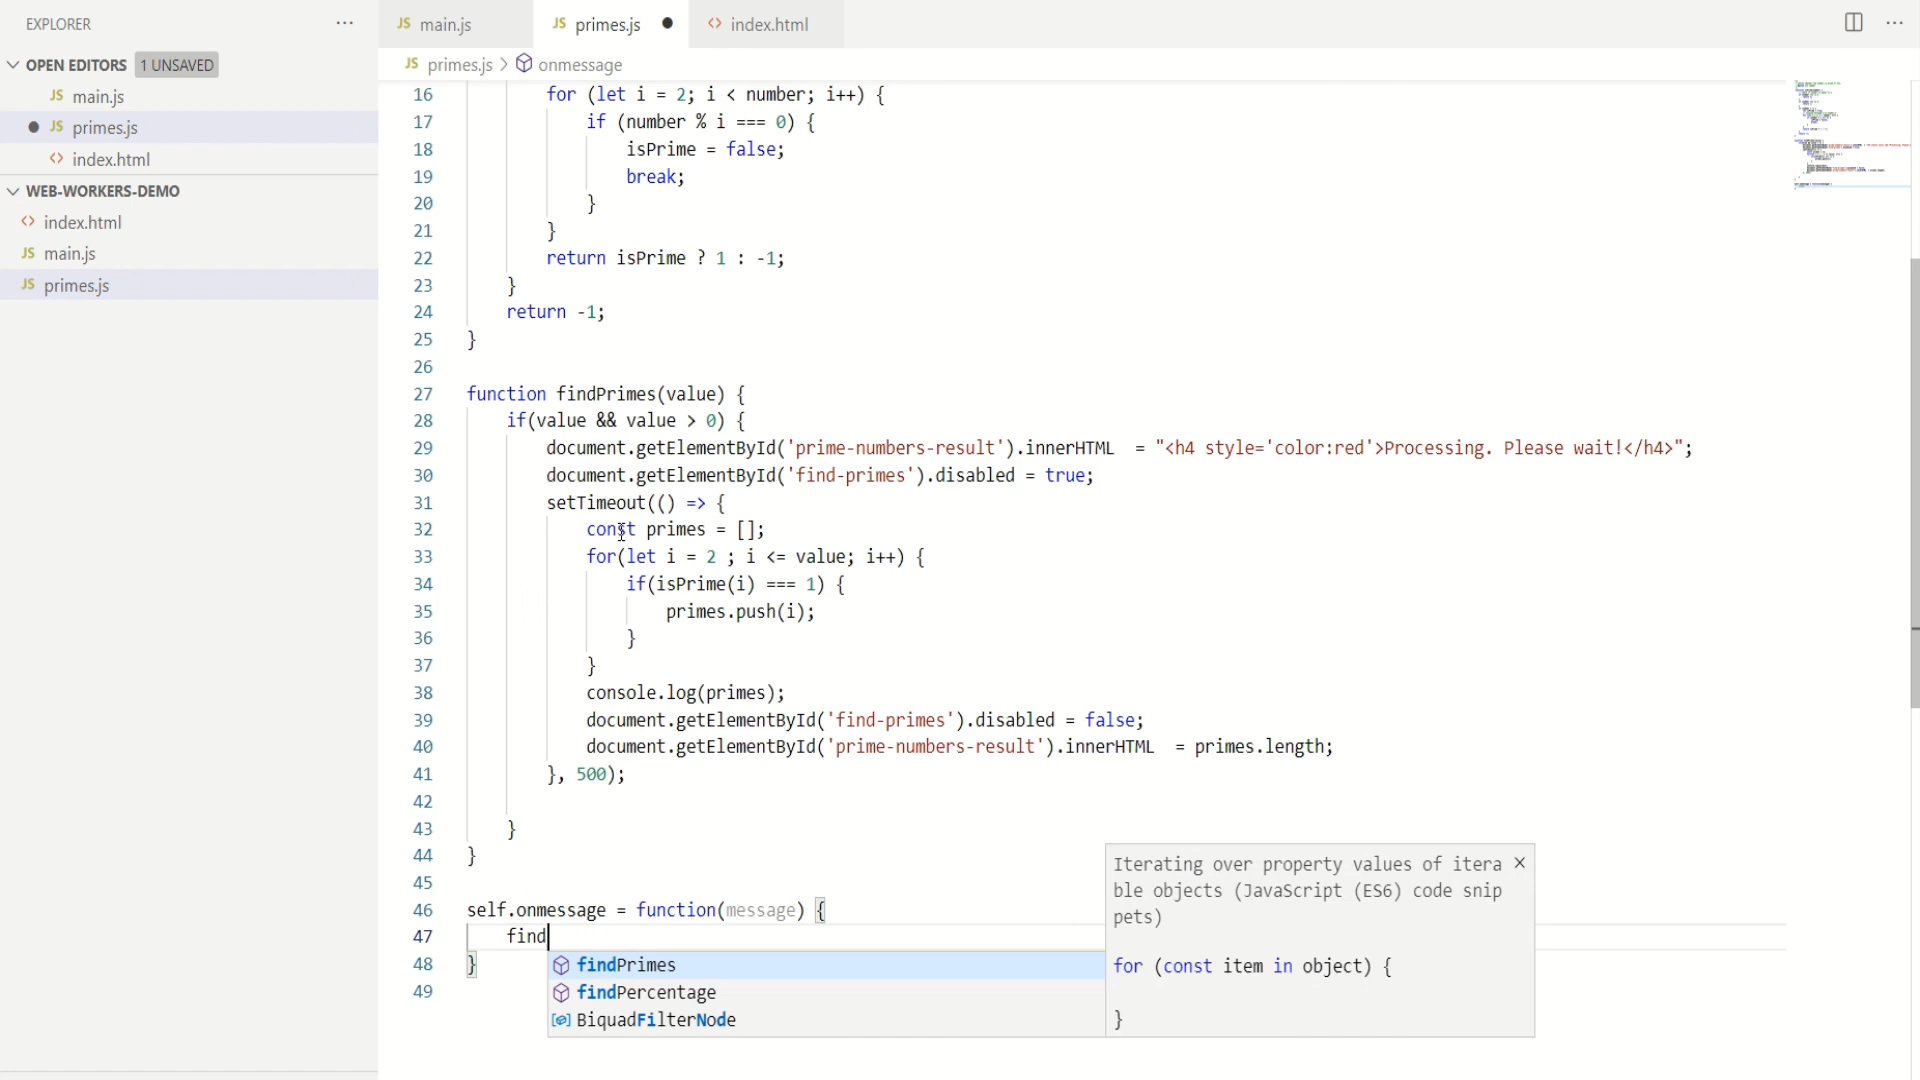 EXPLORER
···
JS main.js
JS primes.js ●
<> index.html
···
OPEN EDITORS 1 UNSAVED
JS main.js
● JS primes.js
<> index.html
WEB-WORKERS-DEMO
<> index.html
JS main.js
JS primes.js
JS primes.js > onmessage
16 for (let i = 2; i < number; i++) {
17 if (number % i === 0) {
18 isPrime = false;
19 break;
20 }
21 }
22 return isPrime ? 1 : -1;
23 }
24 return -1;
25 }
26
27 function findPrimes(value) {
28 if(value && value > 0) {
29 document.getElementById('prime-numbers-result').innerHTML  = "<h4 style='color:red'>Processing. Please wait!</h4>";
30 document.getElementById('find-primes').disabled = true;
31 setTimeout(() => {
32 const primes = [];
33 for(let i = 2 ; i <= value; i++) {
34 if(isPrime(i) === 1) {
35 primes.push(i);
36 }
37 }
38 console.log(primes);
39 document.getElementById('find-primes').disabled = false;
40 document.getElementById('prime-numbers-result').innerHTML  = primes.length;
41 }, 500);
42
43 }
44 }
45
46 self.onmessage = function(message) {
47 find
48 }
49
findPrimes
findPercentage
BiquadFilterNode
Iterating over property values of itera ×
ble objects (JavaScript (ES6) code snip
pets)
for (const item in object) {
}